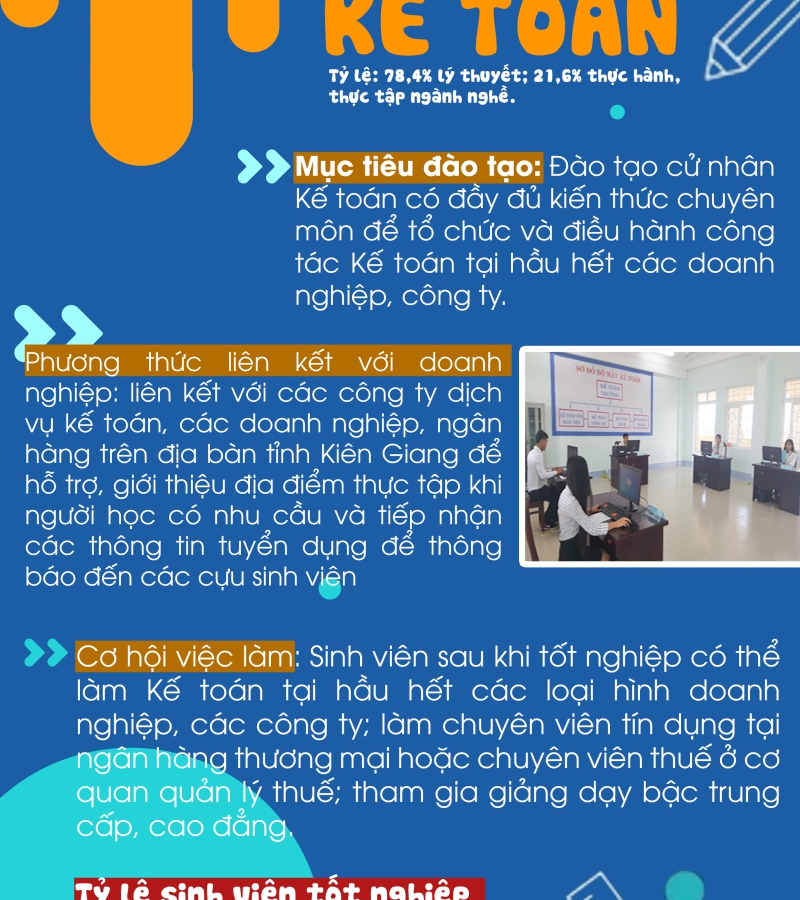 KẾ TOÁN
Tỷ lệ: 78,4% lý thuyết; 21,6% thực hành,
thực tập ngành nghề.
Mục tiêu đào tạo: Đào tạo cử nhân
Kế toán có đầy đủ kiến thức chuyên
môn để tổ chức và điều hành công
tác Kế toán tại hầu hết các doanh
nghiệp, công ty.
Phương thức liên kết với doanh
nghiệp: liên kết với các công ty dịch
vụ kế toán, các doanh nghiệp, ngân
hàng trên địa bàn tỉnh Kiên Giang để
hỗ trợ, giới thiệu địa điểm thực tập khi
người học có nhu cầu và tiếp nhận
các thông tin tuyển dụng để thông
báo đến các cựu sinh viên
SƠ ĐỒ BỘ MÁY KẾ TOÁN
KẾ TOÁN
TRƯỞNG
Cơ hội việc làm: Sinh viên sau khi tốt nghiệp có thể
làm Kế toán tại hầu hết các loại hình doanh
nghiệp, các công ty; làm chuyên viên tín dụng tại
ngân hàng thương mại hoặc chuyên viên thuế ở cơ
quan quản lý thuế; tham gia giảng dạy bậc trung
cấp, cao đẳng.
Tỷ lệ sinh viên tốt nghiệp